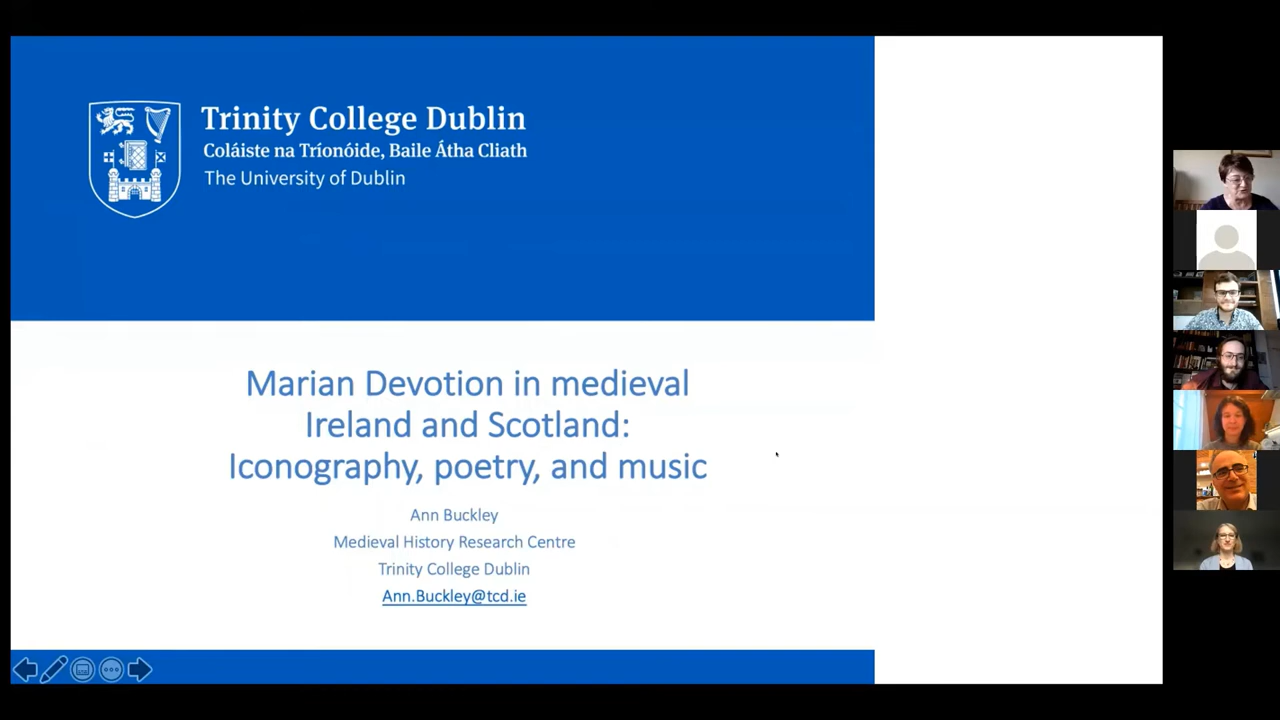 Trinity College Dublin
Coláiste na Tríonóide, Baile Átha Cliath
The University of Dublin
Marian Devotion in medieval
Ireland and Scotland:
Iconography, poetry, and music
Ann Buckley
Medieval History Research Centre
Trinity College Dublin
Ann.Buckley@tcd.ie